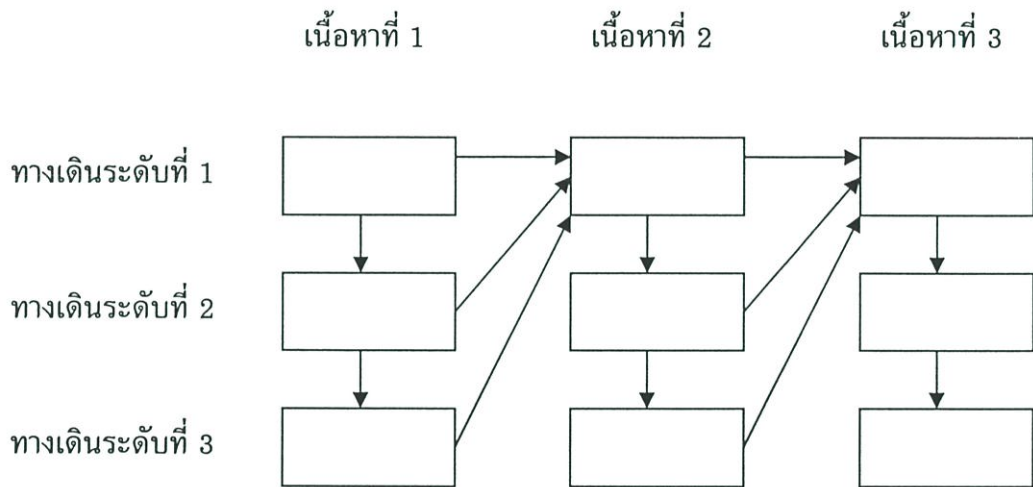 เนื้อหาที่ 1 เนื้อหาที่ 2 เนื้อหาที่ 3
ทางเดินระดับที่ 1
ทางเดินระดับที่ 2
ทางเดินระดับที่ 3